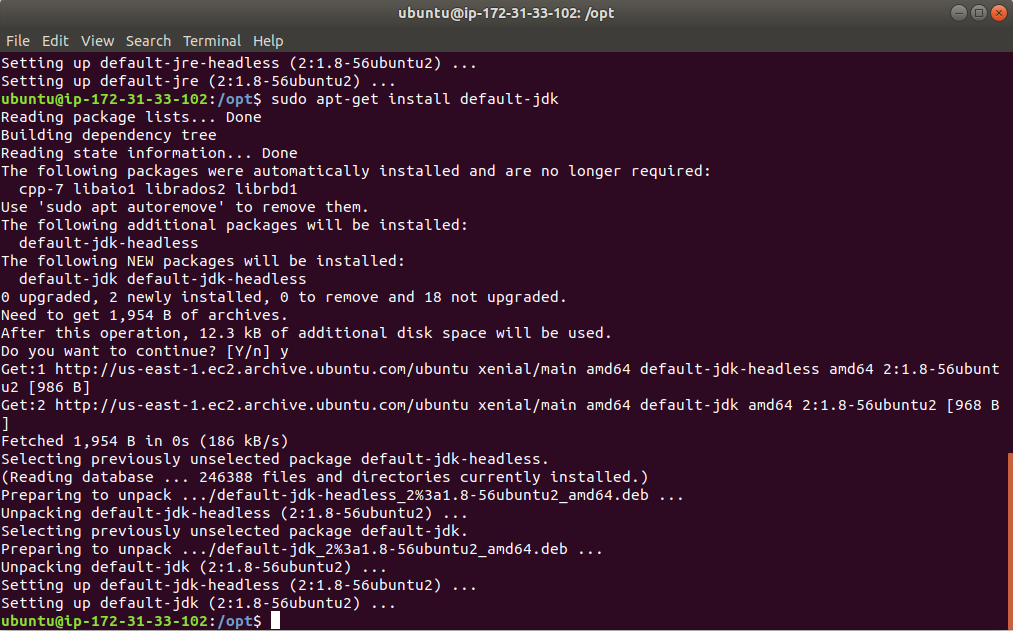 ubuntu@ip-172-31-33-102: /opt
File Edit View Search Terminal Help
Setting up default-jre-headless (2:1.8-56ubuntu2) ...
Setting up default-jre (2:1.8-56ubuntu2) ...
ubuntu@ip-172-31-33-102:/opt$ sudo apt-get install default-jdk
Reading package lists... Done
Building dependency tree
Reading state information... Done
The following packages were automatically installed and are no longer required:
  cpp-7 libaio1 librados2 librbd1
Use 'sudo apt autoremove' to remove them.
The following additional packages will be installed:
  default-jdk-headless
The following NEW packages will be installed:
  default-jdk default-jdk-headless
0 upgraded, 2 newly installed, 0 to remove and 18 not upgraded.
Need to get 1,954 B of archives.
After this operation, 12.3 kB of additional disk space will be used.
Do you want to continue? [Y/n] y
Get:1 http://us-east-1.ec2.archive.ubuntu.com/ubuntu xenial/main amd64 default-jdk-headless amd64 2:1.8-56ubunt
u2 [986 B]
Get:2 http://us-east-1.ec2.archive.ubuntu.com/ubuntu xenial/main amd64 default-jdk amd64 2:1.8-56ubuntu2 [968 B
]
Fetched 1,954 B in 0s (186 kB/s)
Selecting previously unselected package default-jdk-headless.
(Reading database ... 246388 files and directories currently installed.)
Preparing to unpack .../default-jdk-headless_2%3a1.8-56ubuntu2_amd64.deb ...
Unpacking default-jdk-headless (2:1.8-56ubuntu2) ...
Selecting previously unselected package default-jdk.
Preparing to unpack .../default-jdk_2%3a1.8-56ubuntu2_amd64.deb ...
Unpacking default-jdk (2:1.8-56ubuntu2) ...
Setting up default-jdk-headless (2:1.8-56ubuntu2) ...
Setting up default-jdk (2:1.8-56ubuntu2) ...
ubuntu@ip-172-31-33-102:/opt$